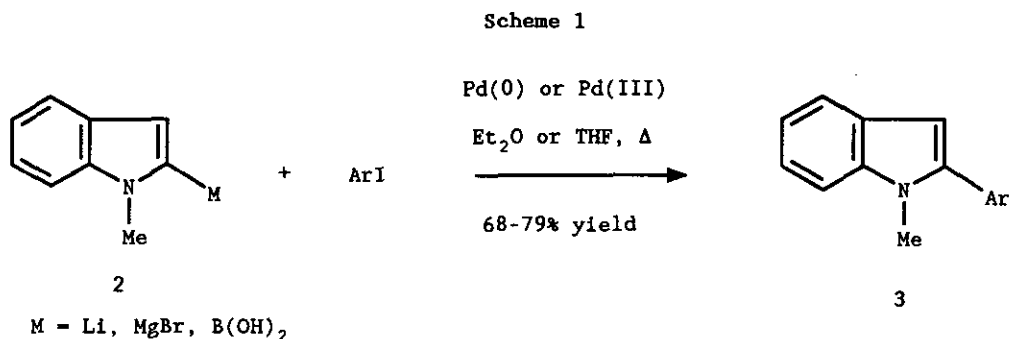 Scheme 1
Pd(0) or Pd(III)
Et₂O or THF, Δ
N
M
Me
+
ArI
68-79% yield
N
Ar
Me
2
3
M = Li, MgBr, B(OH)₂